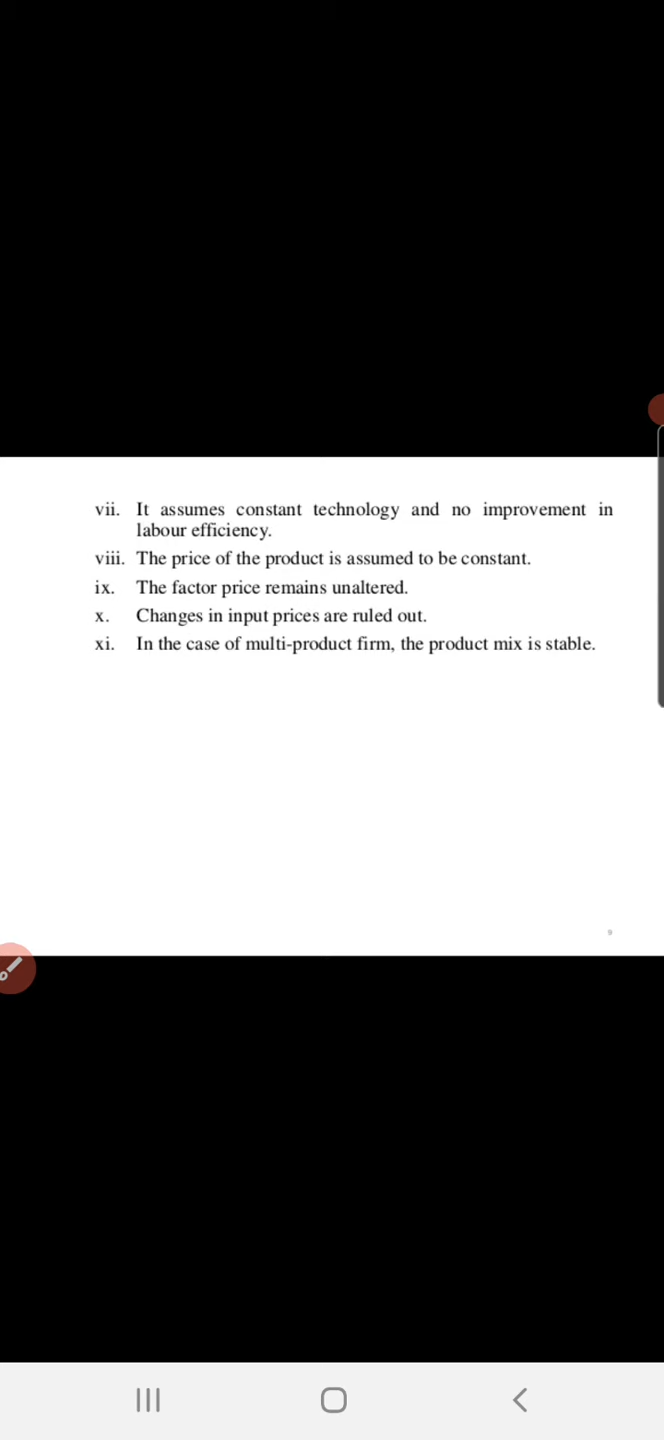 vii. It assumes constant technology and no improvement in
labour efficiency.
viii. The price of the product is assumed to be constant.
ix. The factor price remains unaltered.
x. Changes in input prices are ruled out.
xi. In the case of multi-product firm, the product mix is stable.
9